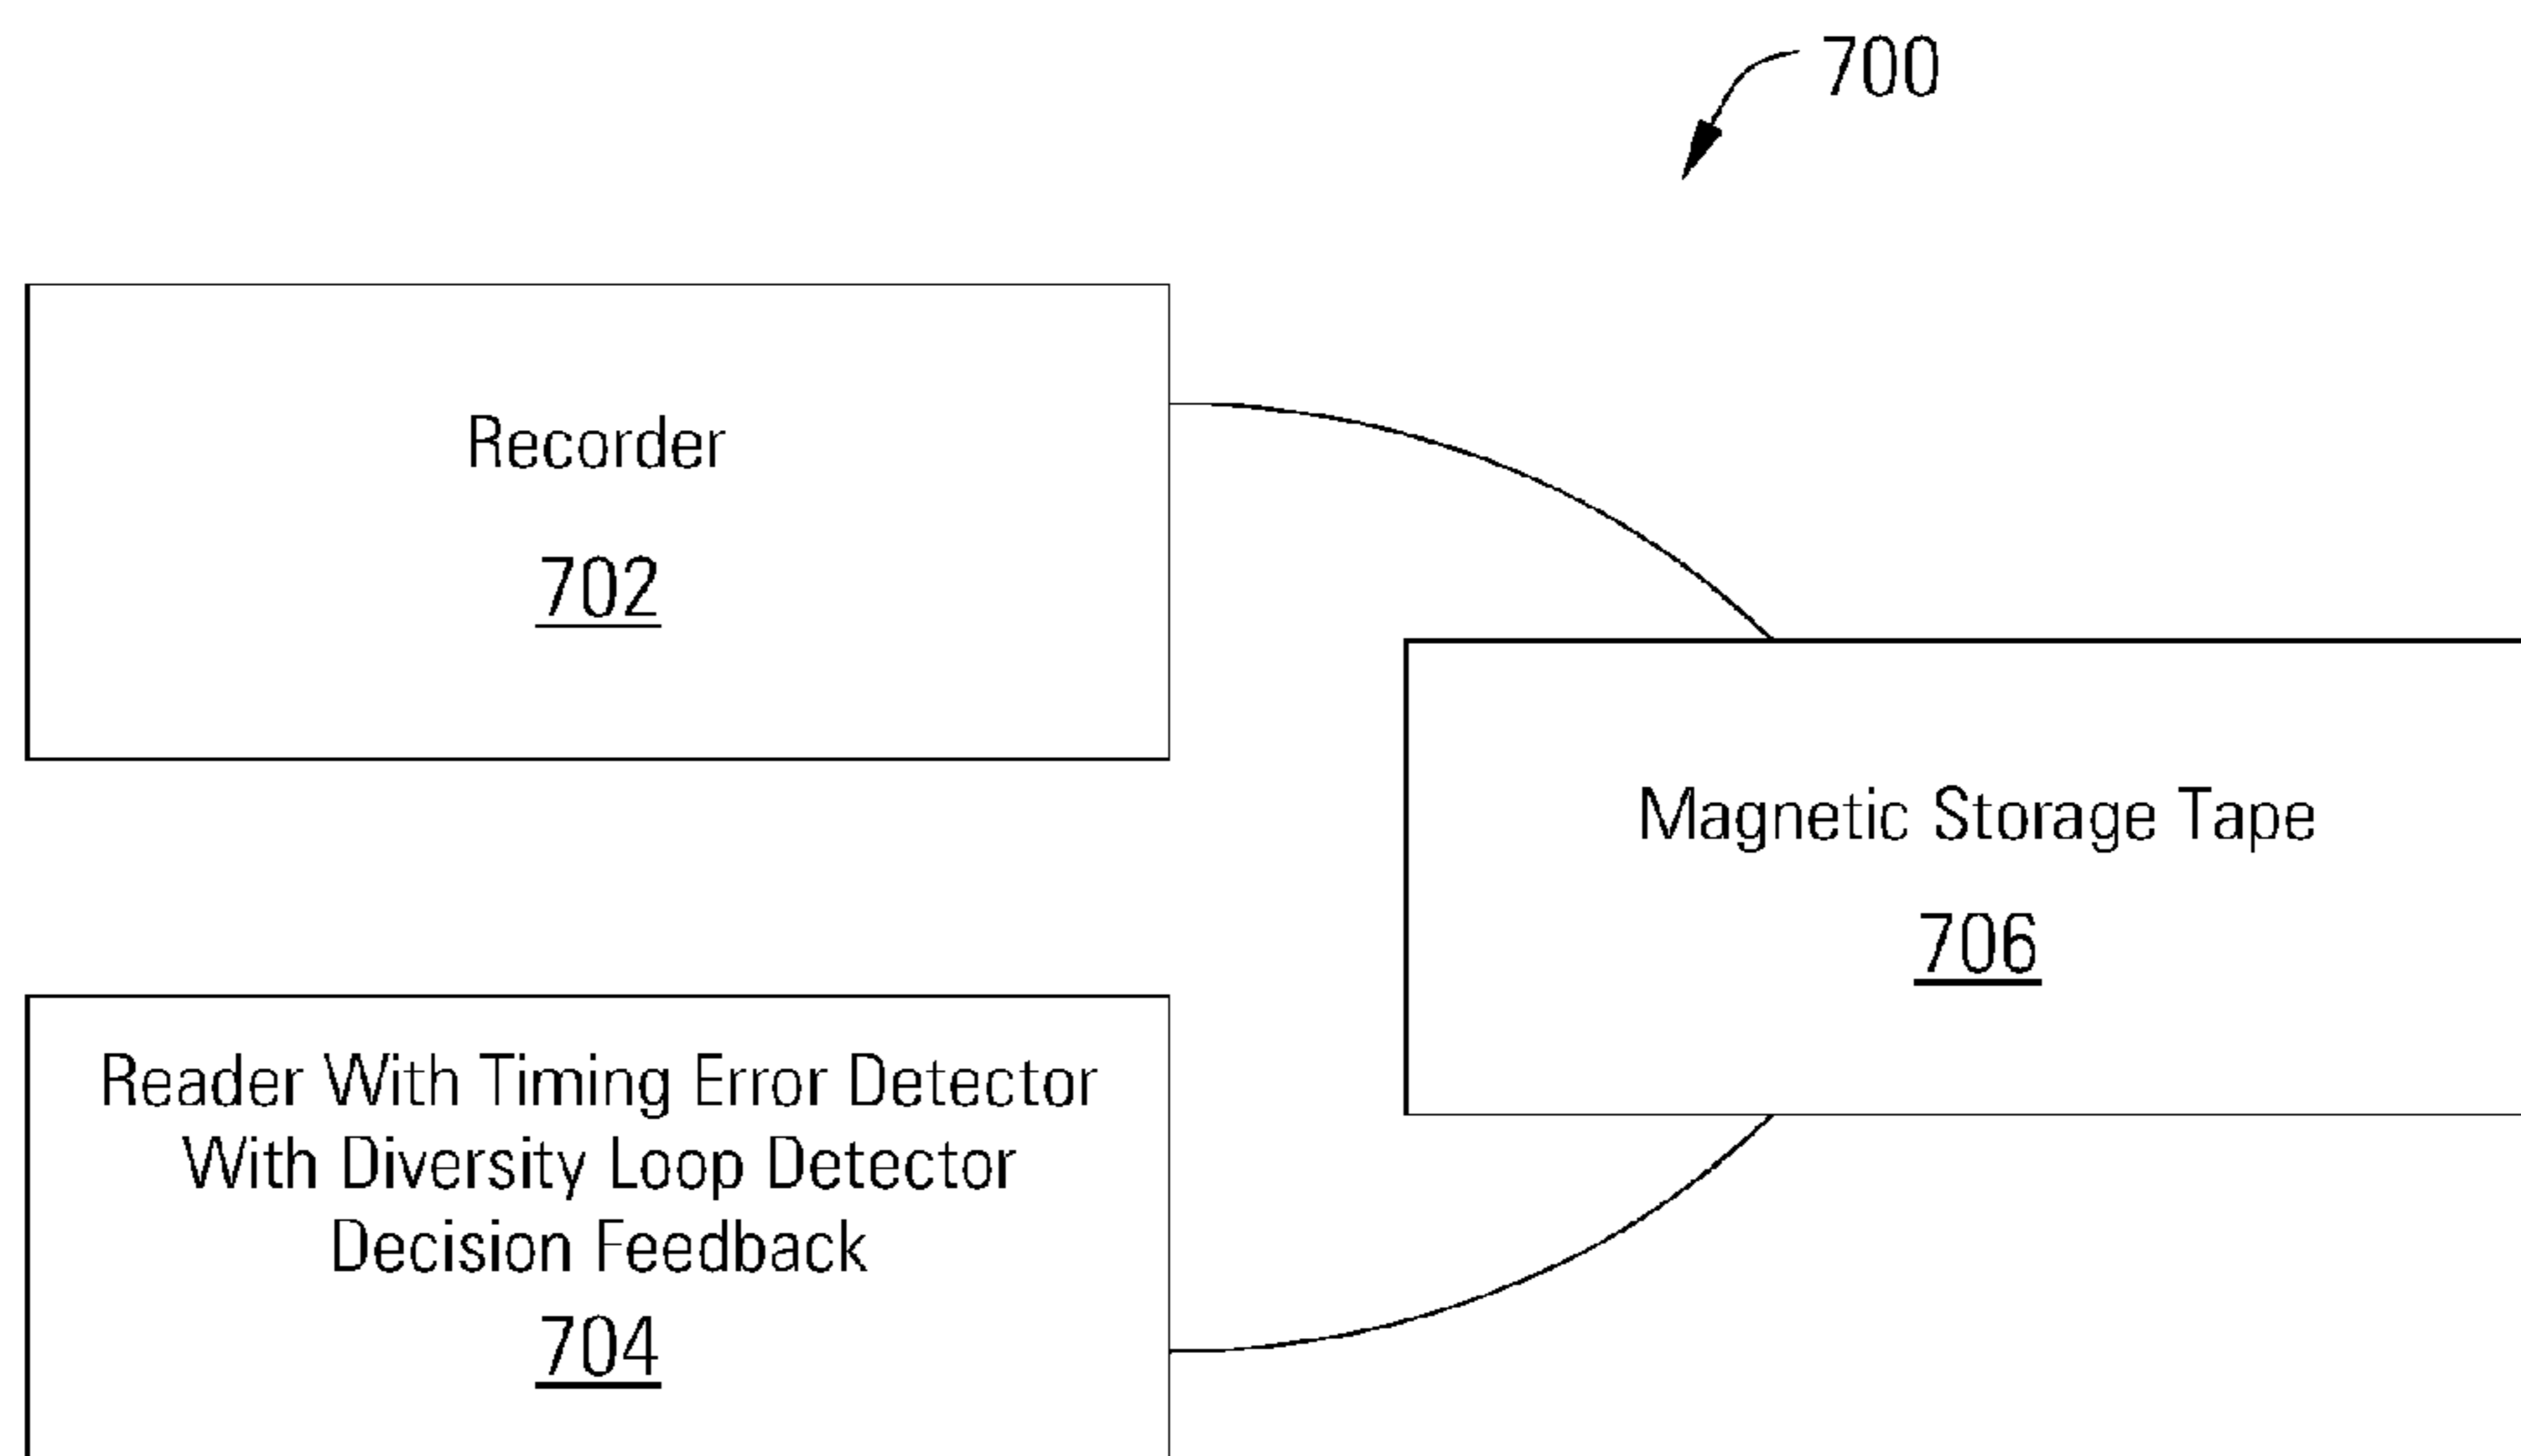 700
Recorder
702
Magnetic Storage Tape
706
Reader With Timing Error Detector
With Diversity Loop Detector
Decision Feedback
704